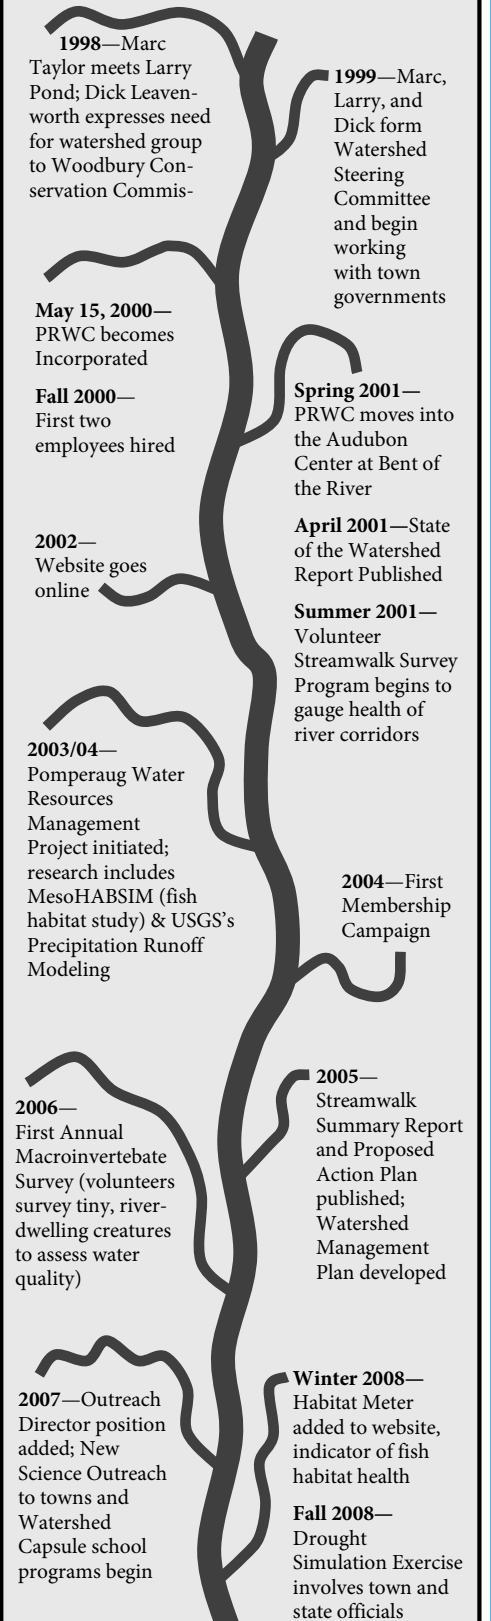 1998—Marc
Taylor meets Larry
Pond; Dick Leaven-
worth expresses need
for watershed group
to Woodbury Con-
servation Commis-
1999—Marc,
Larry, and
Dick form
Watershed
Steering
Committee
and begin
working
with town
governments
May 15, 2000—
PRWC becomes
Incorporated
Fall 2000—
First two
employees hired
Spring 2001—
PRWC moves into
the Audubon
Center at Bent of
the River
April 2001—State
of the Watershed
Report Published
Summer 2001—
Volunteer
Streamwalk Survey
Program begins to
gauge health of
river corridors
2002—
Website goes
online
2003/04—
Pomperaug Water
Resources
Management
Project initiated;
research includes
MesoHABSIM (fish
habitat study) & USGS's
Precipitation Runoff
Modeling
2004—First
Membership
Campaign
2005—
Streamwalk
Summary Report
and Proposed
Action Plan
published;
Watershed
Management
Plan developed
2006—
First Annual
Macroinvertebate
Survey (volunteers
survey tiny, river-
dwelling creatures
to assess water
quality)
2007—Outreach
Director position
added; New
Science Outreach
to towns and
Watershed
Capsule school
programs begin
Winter 2008—
Habitat Meter
added to website,
indicator of fish
habitat health
Fall 2008—
Drought
Simulation Exercise
involves town and
state officials